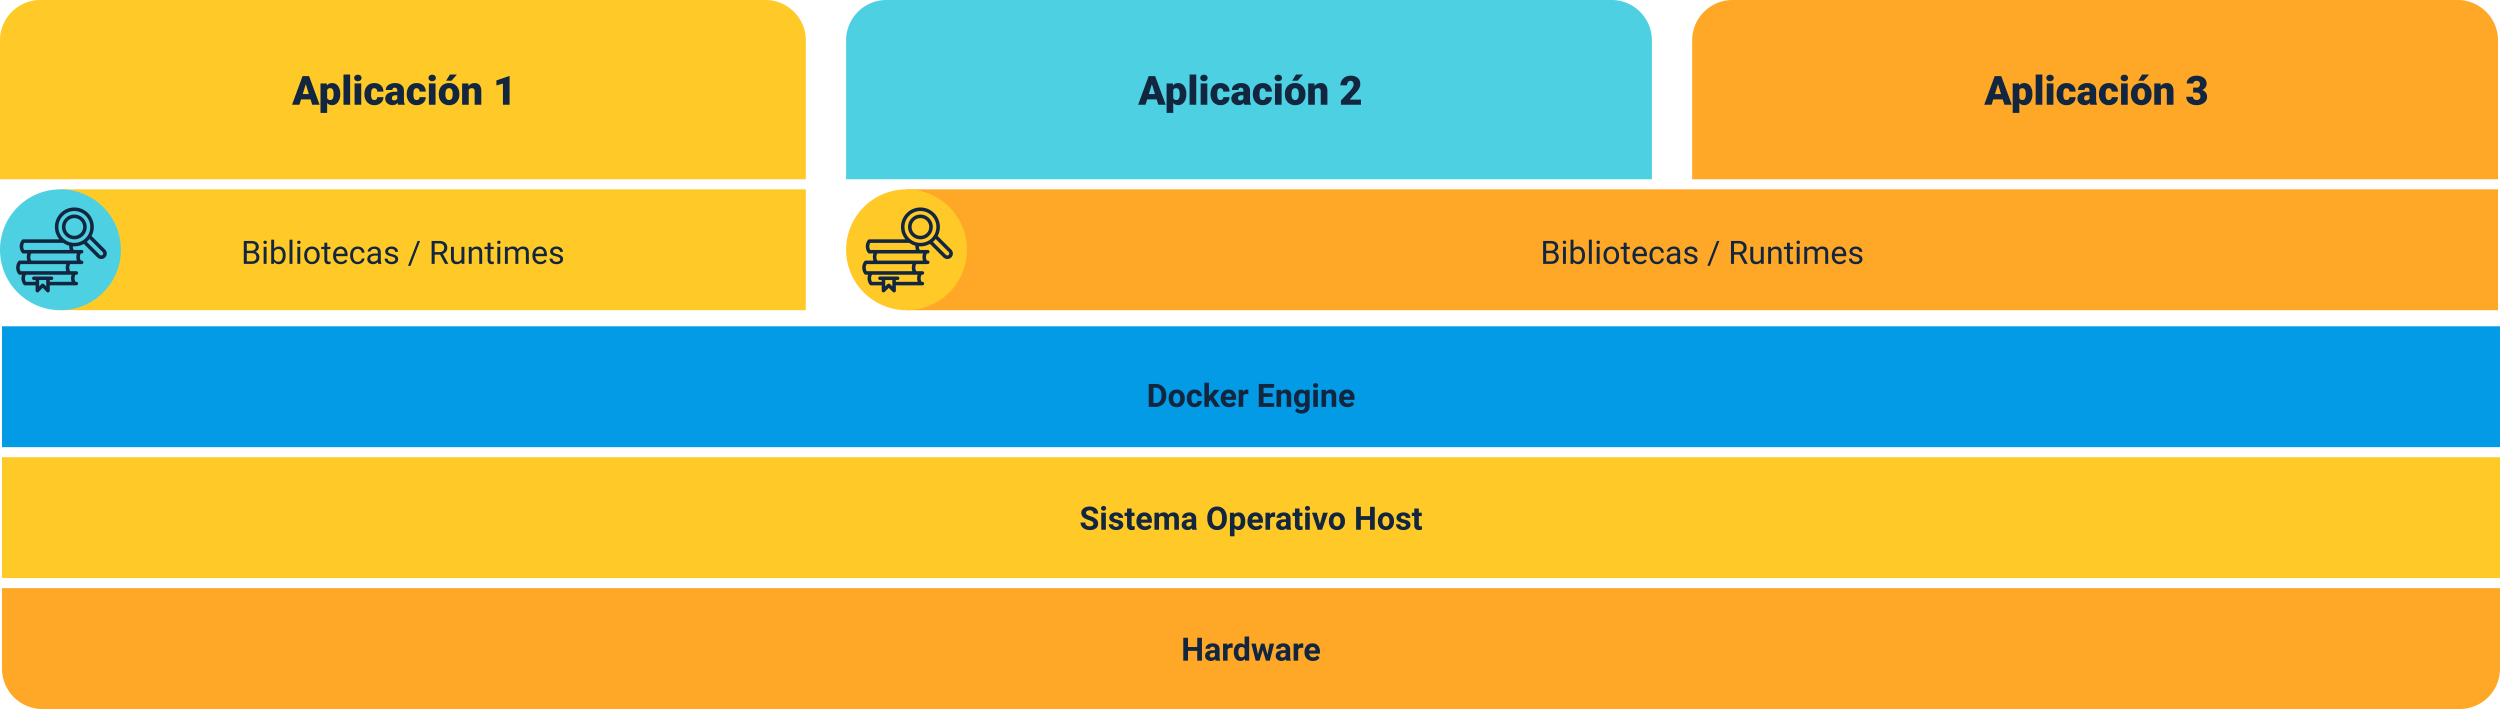 Aplicación 1
Aplicación 2
Aplicación 3
Bibliotecas / Runtimes
Bibliotecas / Runtimes
Docker Engine
Sistema Operativo Host
Hardware